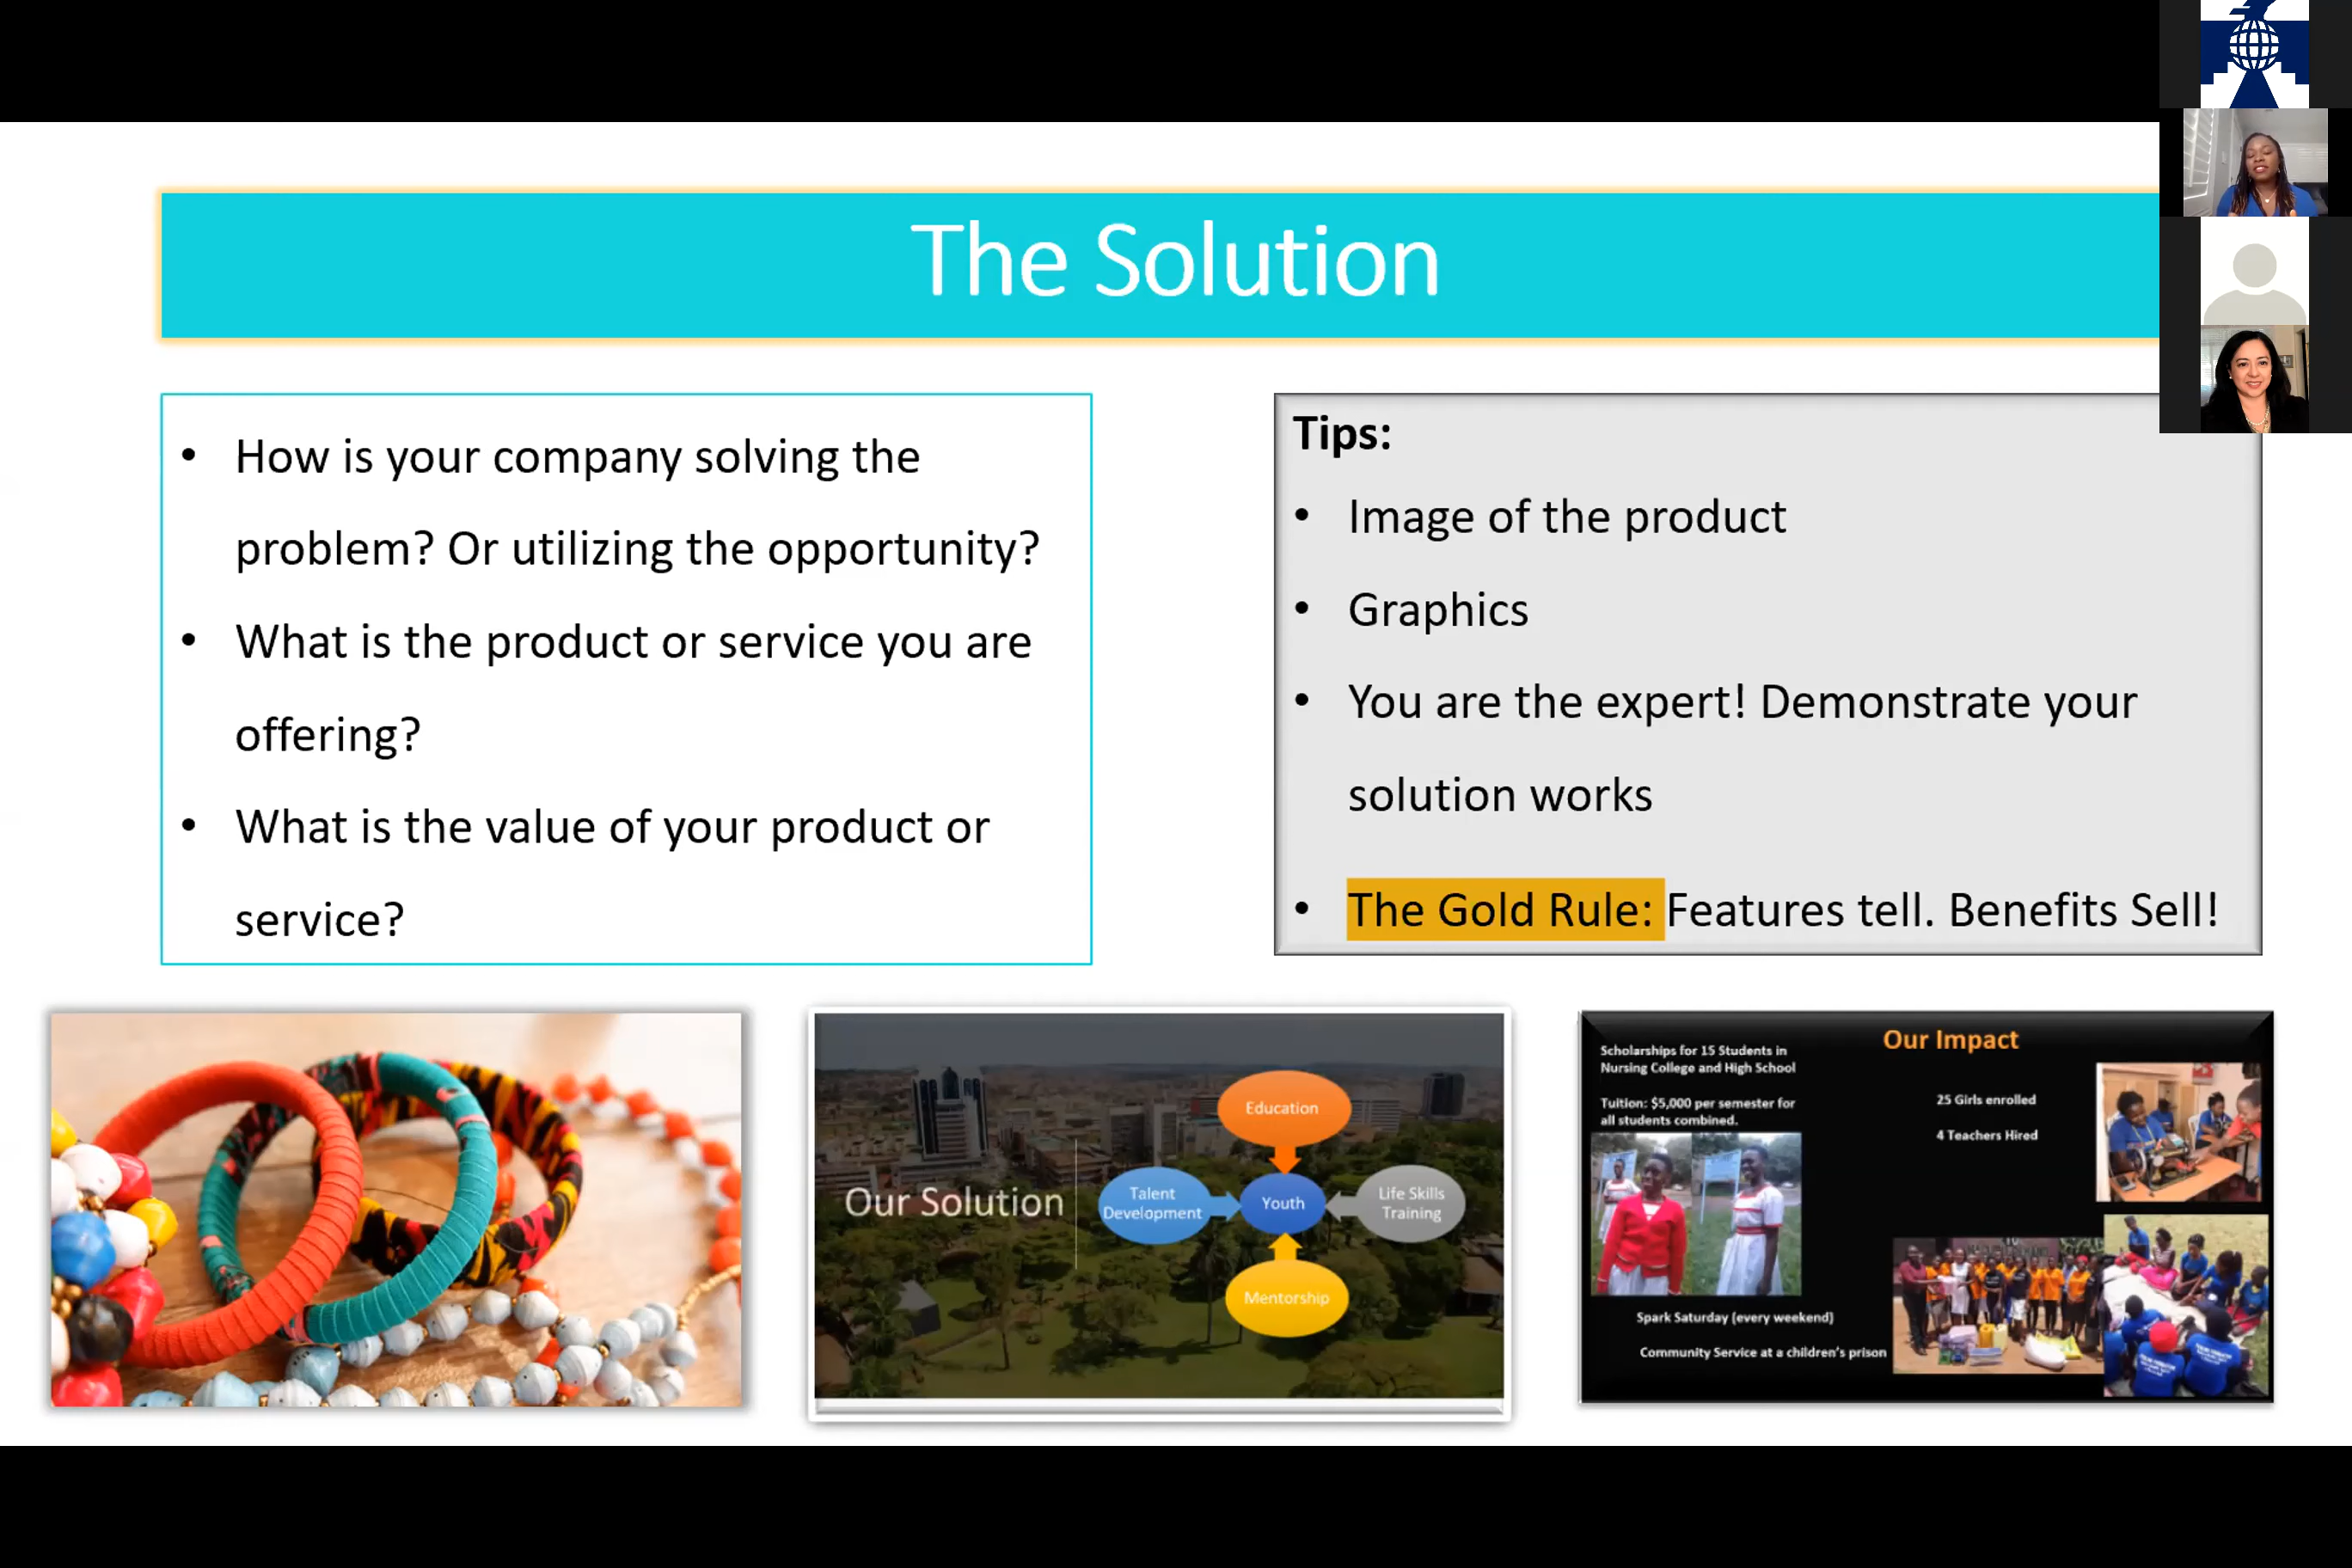 The Solution
• How is your company solving the
problem? Or utilizing the opportunity?
• What is the product or service you are
offering?
• What is the value of your product or
service?
Tips:
• Image of the product
• Graphics
• You are the expert! Demonstrate your
solution works
• The Gold Rule: Features tell. Benefits Sell!
Our Solution
Education
Talent
Development
Youth
Life Skills
Training
Mentorship
Our Impact
Scholarships for 15 Students in
Nursing College and High School
Tuition: $5,000 per semester for
all students combined.
25 Girls enrolled
4 Teachers Hired
Spark Saturday (every weekend)
Community Service at a children's prison